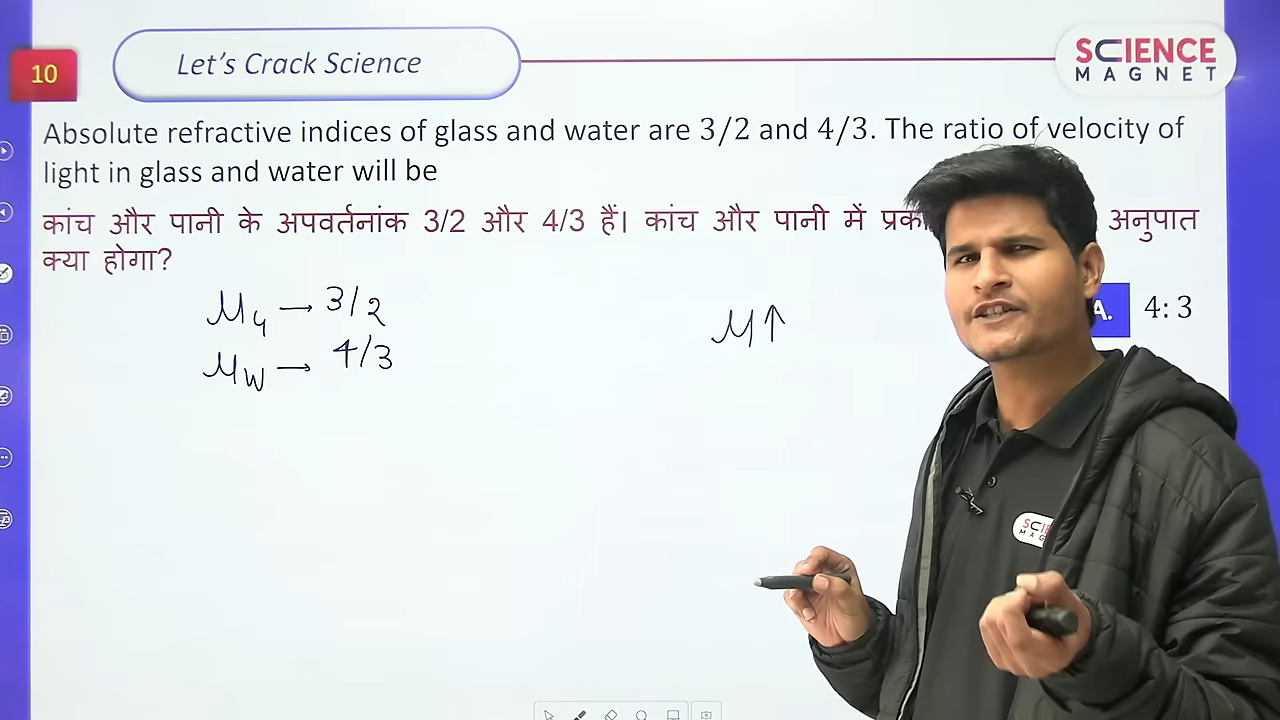 10
Let's Crack Science
SCIENCE
MAGNET
Absolute refractive indices of glass and water are 3/2 and 4/3. The ratio of velocity of
light in glass and water will be
कांच और पानी के अपवर्तनांक 3/2 और 4/3 हैं। कांच और पानी में अनुपात
क्या होगा?
μG → 3/2
μW → 4/3
μ↑
A. 4: 3